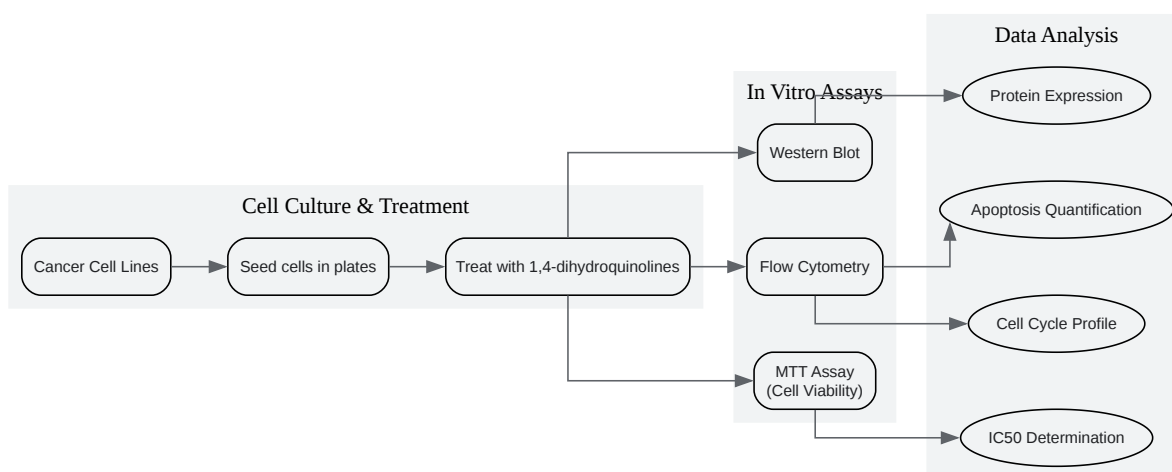 Data Analysis
In Vitro Assays
Protein Expression
Western Blot
Cell Culture & Treatment
Apoptosis Quantification
Cancer Cell Lines
Seed cells in plates
Treat with 1,4-dihydroquinolines
Flow Cytometry
Cell Cycle Profile
MTT Assay
(Cell Viability)
IC50 Determination